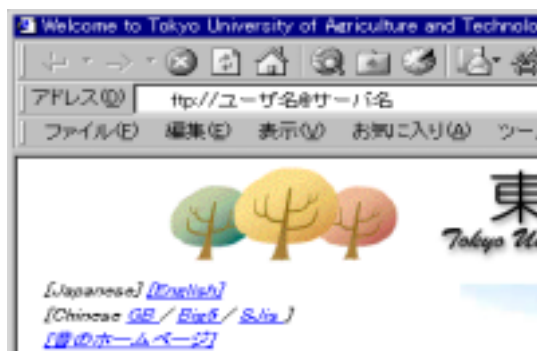 Welcome to Tokyo University of Agriculture and Technolo
アドレス(D) ftp://ユーザ名@サーバ名
ファイル(F) 編集(E) 表示(V) お気に入り(A) ツー
東
Tokyo U
[Japanese] [English]
[Chinese GB / Big5 / SJis ]
[昔のホームページ]